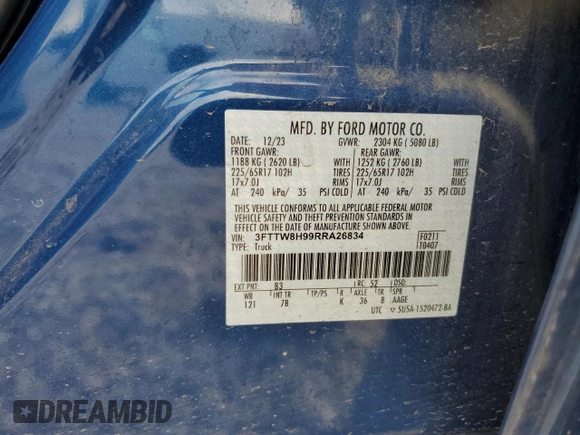 MFD. BY FORD MOTOR CO.
DATE: 12/23 GVWR: 2304 KG ( 5080 LB)
FRONT GAWR: REAR GAWR:
1188 KG ( 2620 LB) WITH 1252 KG ( 2760 LB) WITH
225/65R17 102H TIRES 225/65R17 102H TIRES
17x7.0J RIMS 17x7.0J RIMS
AT 240 kPa/ 35 PSI COLD AT 240 kPa/ 35 PSI COLD
THIS VEHICLE CONFORMS TO ALL APPLICABLE FEDERAL MOTOR
VEHICLE SAFETY AND THEFT PREVENTION STANDARDS IN
EFFECT ON THE DATE OF MANUFACTURE SHOWN ABOVE.
VIN: 3FTTW8H99RRA26834 F0211
TYPE: Truck T0407
EXT PNT: B3 RC: 52 DSO:
WB INT TR TP/PS R AXLE TR SPR
121 7B K 36 8 AAGE
UTC ▽ 5U5A-1520472-BA
DREAMBID